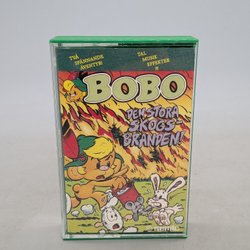 TVÅ
SPÄNNANDE
ÄVENTYR!
TAL
MUSIK
EFFEKTER
BOBO
DEN STORA
SKOGS
BRANDEN!